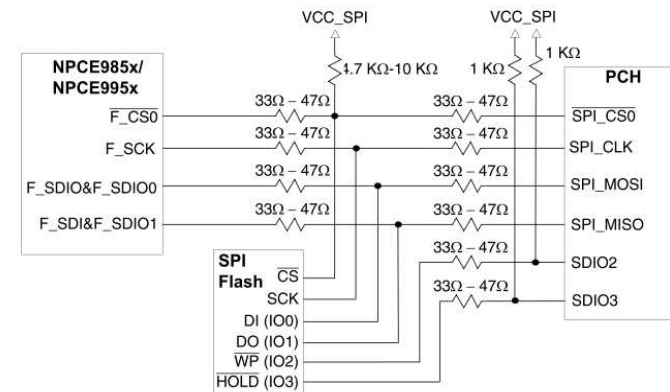 VCC_SPI VCC_SPI
4.7 KΩ-10 KΩ 1 KΩ 1 KΩ
NPCE985x/
NPCE995x
PCH
F_CS0 33Ω – 47Ω 33Ω – 47Ω SPI_CS0
F_SCK 33Ω – 47Ω 33Ω – 47Ω SPI_CLK
F_SDIO&F_SDIO0 33Ω – 47Ω 33Ω – 47Ω SPI_MOSI
F_SDI&F_SDIO1 33Ω – 47Ω 33Ω – 47Ω SPI_MISO
33Ω – 47Ω SDIO2
33Ω – 47Ω SDIO3
SPI
Flash
CS
SCK
DI (IO0)
DO (IO1)
WP (IO2)
HOLD (IO3)